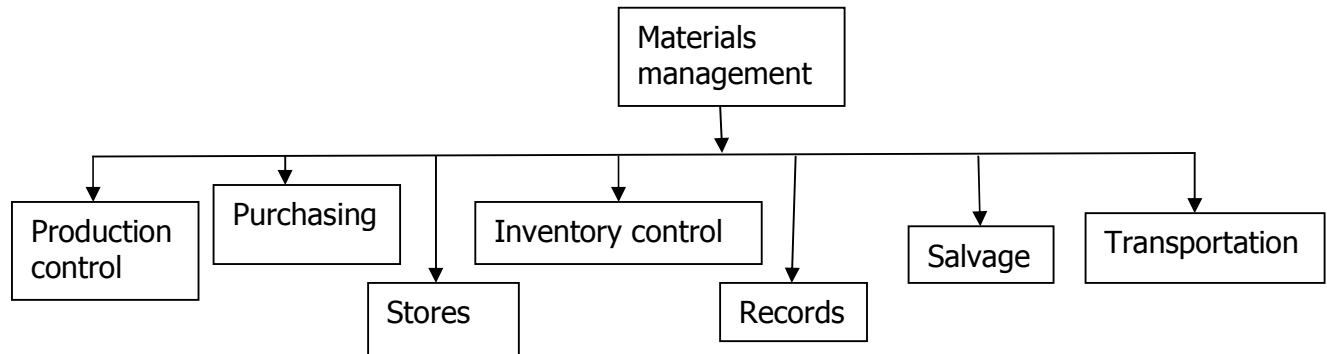 Materials
management
Production
control
Purchasing
Stores
Inventory control
Records
Salvage
Transportation